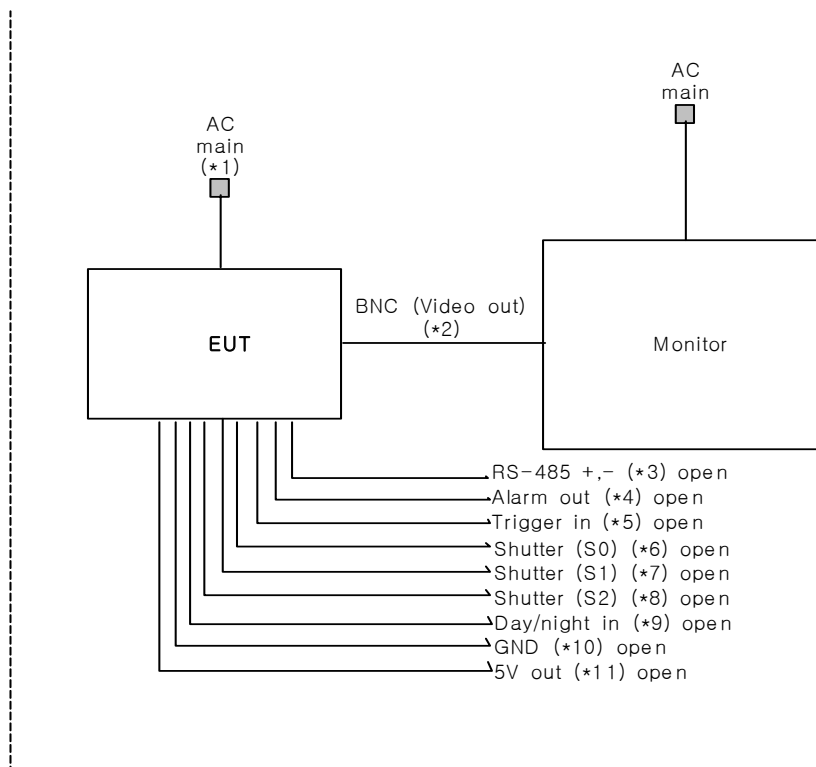 AC
main
AC
main
(*1)
BNC (Video out)
(*2)
EUT
Monitor
RS-485 +,- (*3) open
Alarm out (*4) open
Trigger in (*5) open
Shutter (S0) (*6) open
Shutter (S1) (*7) open
Shutter (S2) (*8) open
Day/night in (*9) open
GND (*10) open
5V out (*11) open